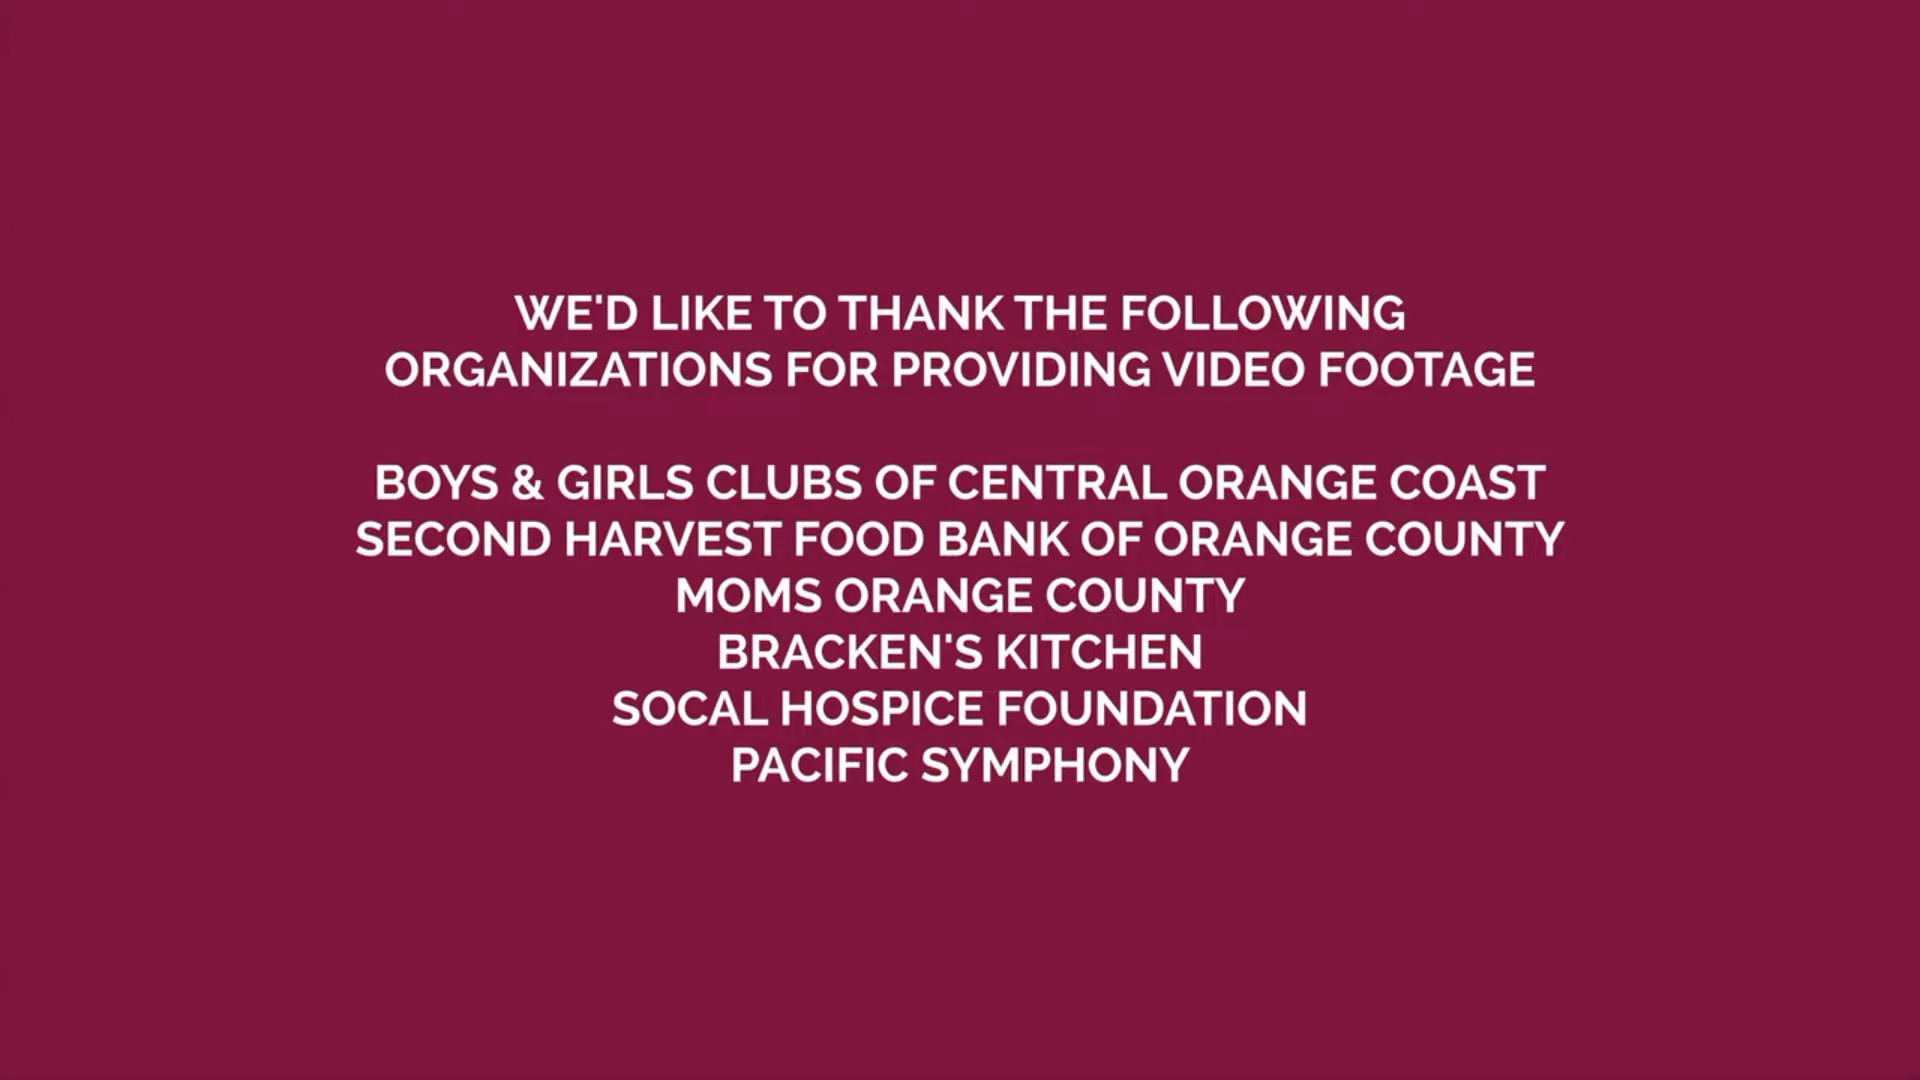 WE'D LIKE TO THANK THE FOLLOWING
ORGANIZATIONS FOR PROVIDING VIDEO FOOTAGE
BOYS & GIRLS CLUBS OF CENTRAL ORANGE COAST
SECOND HARVEST FOOD BANK OF ORANGE COUNTY
MOMS ORANGE COUNTY
BRACKEN'S KITCHEN
SOCAL HOSPICE FOUNDATION
PACIFIC SYMPHONY